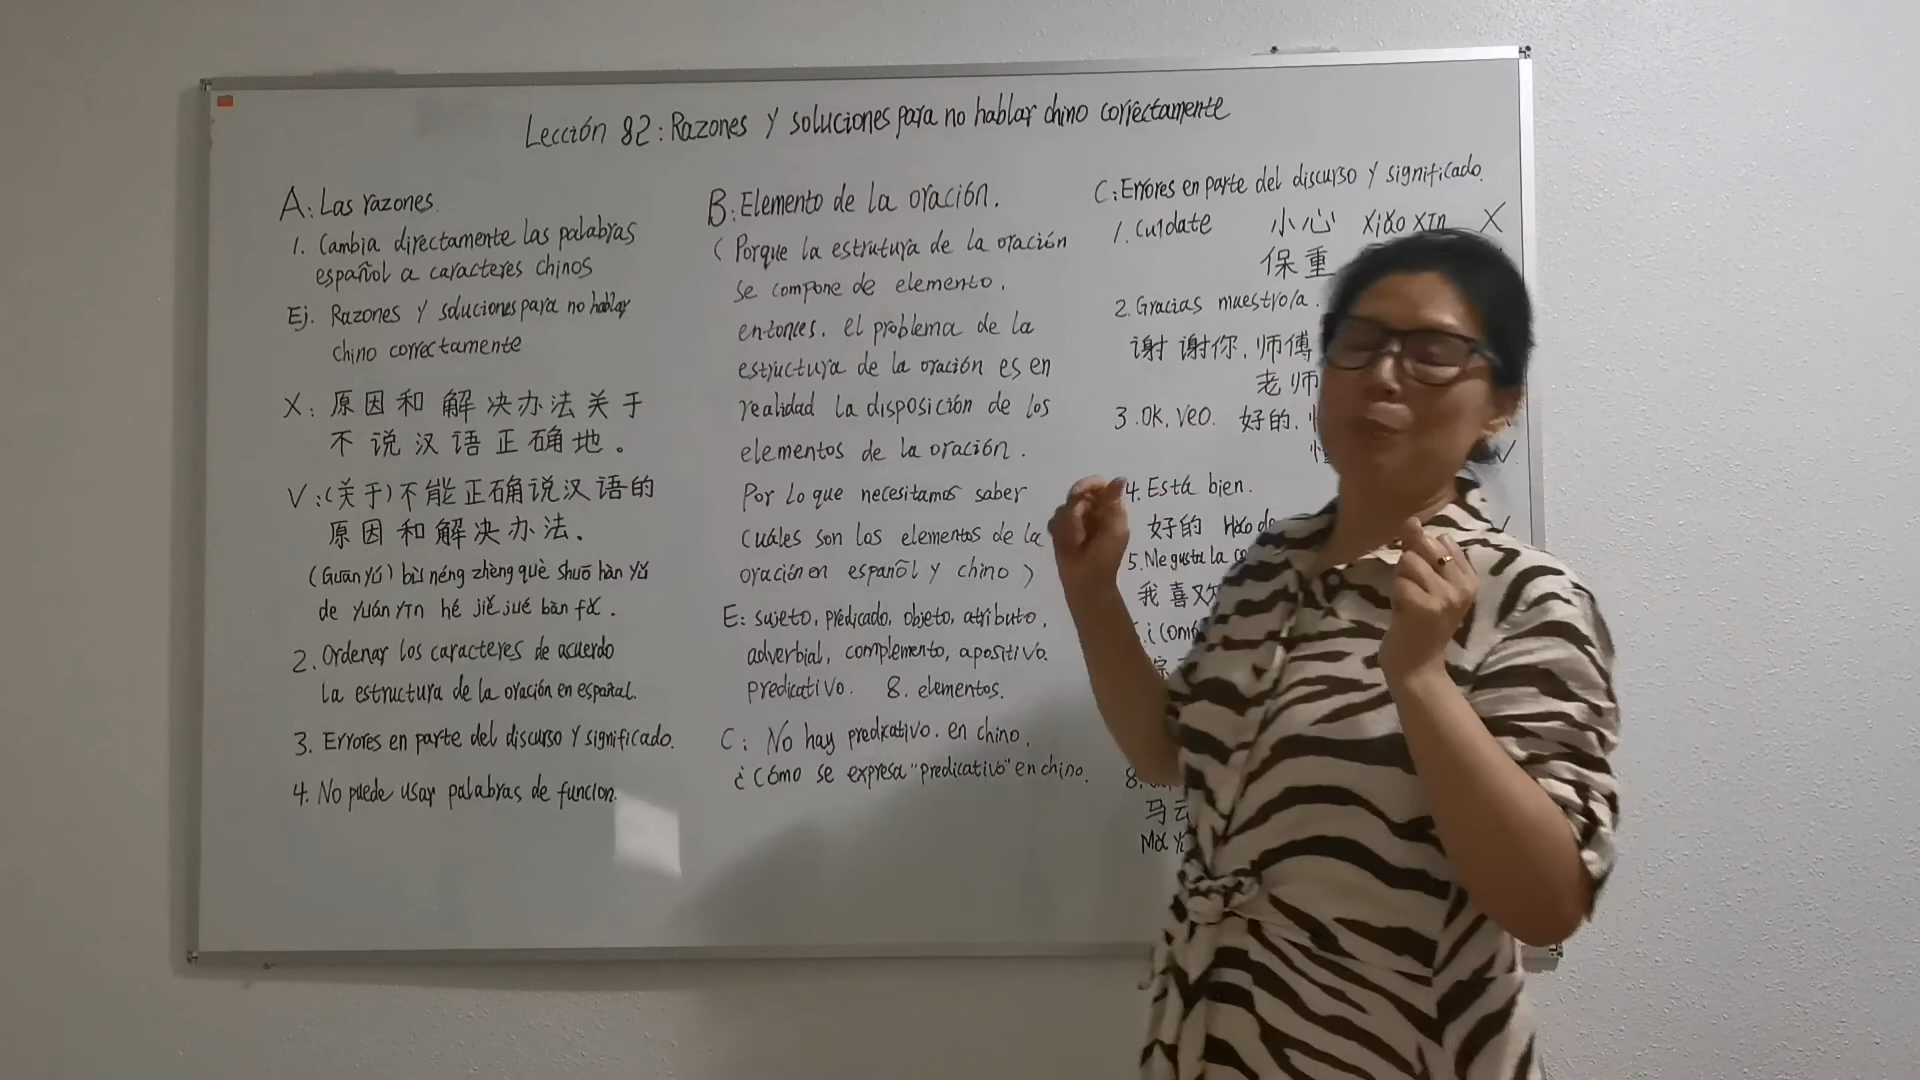 Lección 82: Razones y soluciones para no hablar chino correctamente
A: Las razones.
1. Cambia directamente las palabras
español a caracteres chinos
Ej. Razones y soluciones para no hablar
chino correctamente
X: 原因和解决办法关于
不说汉语正确地。
V:(关于)不能正确说汉语的
原因和解决办法.
(Guān yú) bù néng zhèng què shuō hàn yǔ
de yuán yīn hé jiě jué bàn fǎ.
2. Ordenar los caracteres de acuerdo
la estructura de la oración en español.
3. Errores en parte del discurso y significado.
4. No puede usar palabras de funcion.
B: Elemento de la oración.
(Porque la estrutura de la oración
se compone de elemento,
entonces, el problema de la
estructura de la oración es en
realidad la disposición de los
elementos de la oración.
Por lo que necesitamos saber
cuáles son los elementos de la
oración en español y chino)
E: sujeto, predicado, objeto, atributo,
adverbial, complemento, apositivo.
predicativo. 8. elementos.
C: No hay predicativo. en chino.
¿Cómo se expresa "predicativo" en chino.
C: Errores en parte del discurso y significado.
1. Cuídate 小心 xiǎo xīn X
保重
2. Gracias muestro/a.
谢谢你,师傅
老师
3. OK, veo. 好的,
V.
4. Está bien.
好的 Hǎo de
5. Me gusta la
我喜欢
¿Com
8.
马云
Mǎ